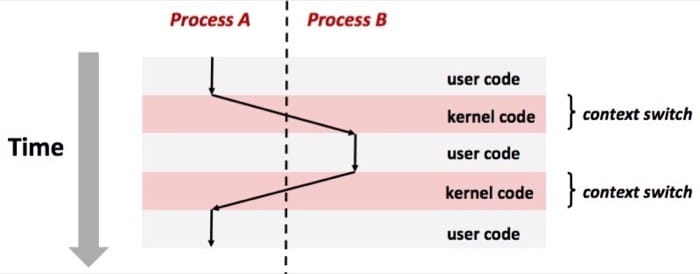 Process A
Process B
user code
kernel code
context switch
Time
user code
kernel code
context switch
user code